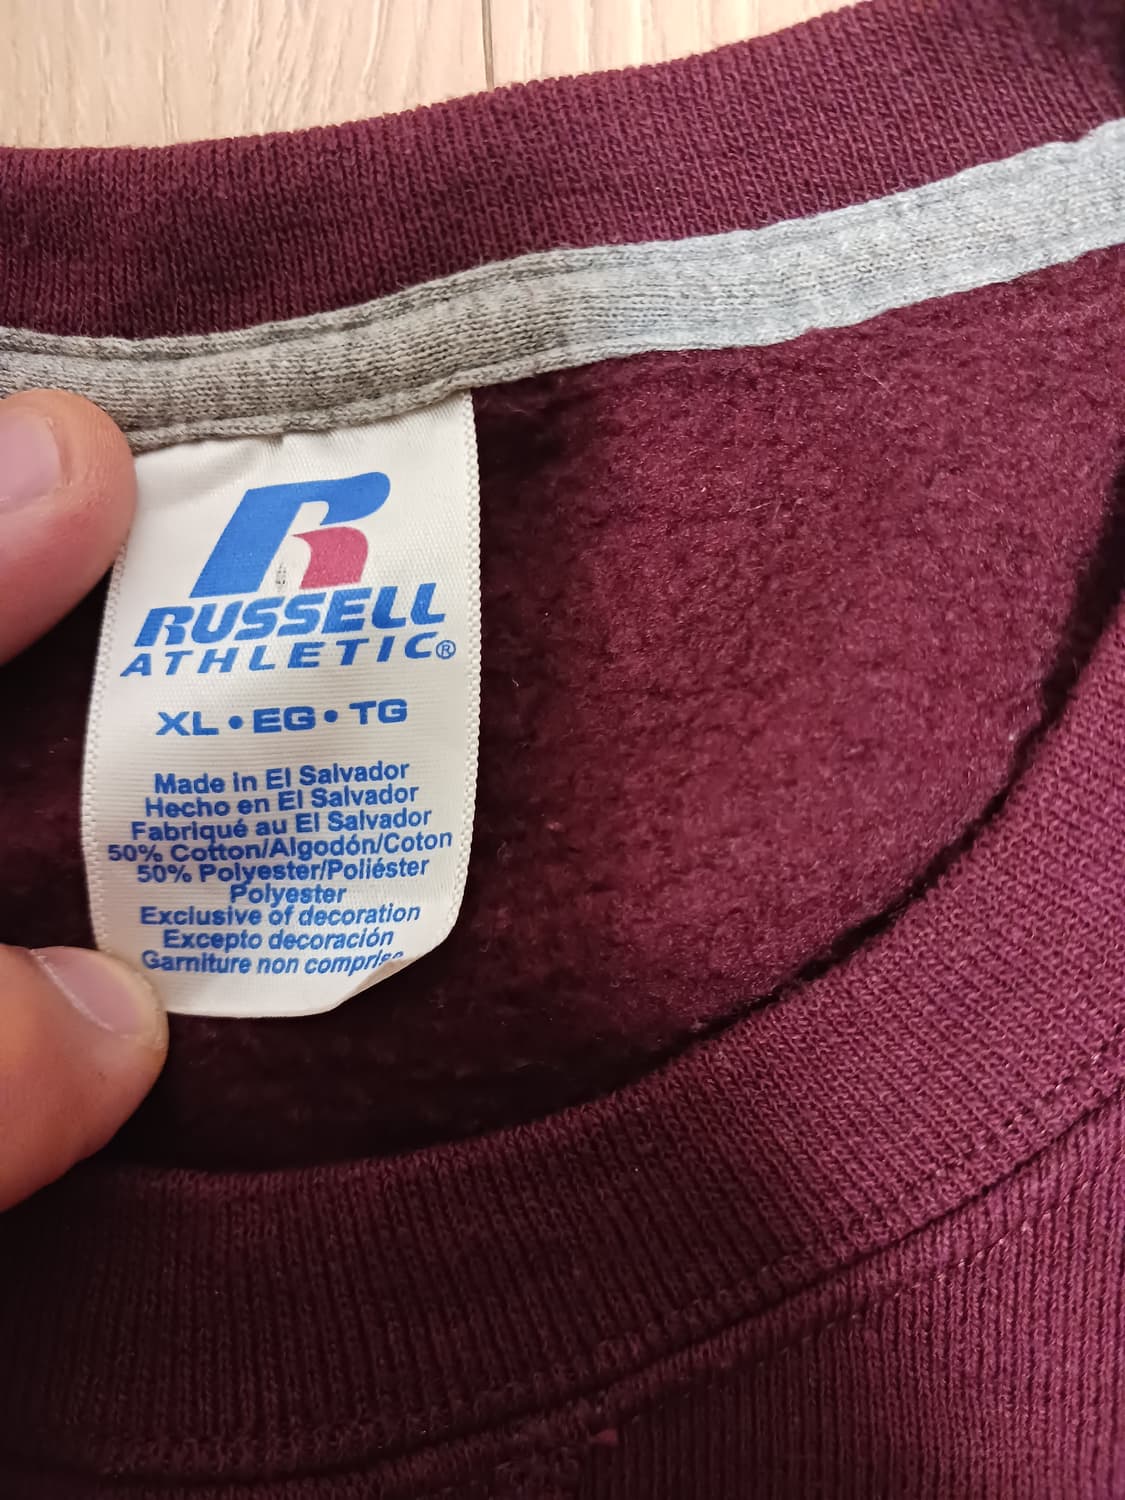 RUSSELL
ATHLETIC®
XL • EG • TG
Made in El Salvador
Hecho en El Salvador
Fabriqué au El Salvador
50% Cotton/Algodón/Coton
50% Polyester/Poliéster
Polyester
Exclusive of decoration
Excepto decoración
Garniture non comprise